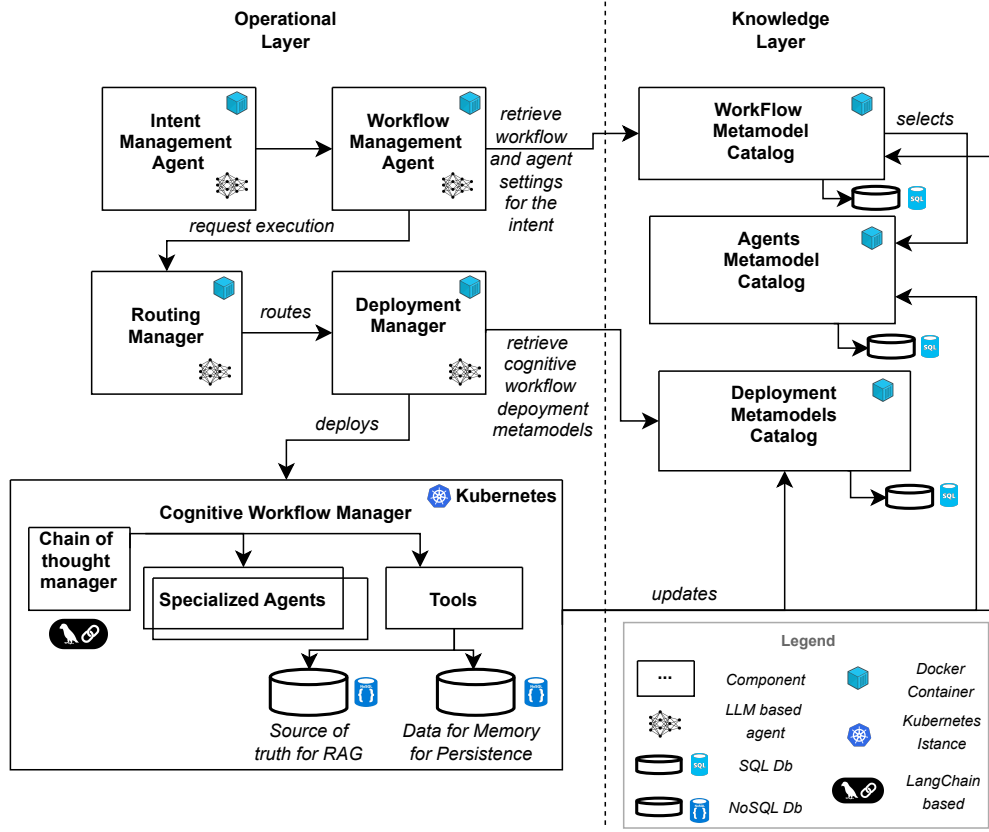 Operational
Layer
Knowledge
Layer
Intent
Management
Agent
Workflow
Management
Agent
retrieve
workflow
and agent
settings
for the
intent
WorkFlow
Metamodel
Catalog
selects
SQL
request execution
Agents
Metamodel
Catalog
SQL
Routing
Manager
routes
Deployment
Manager
retrieve
cognitive
workflow
depoyment
metamodels
Deployment
Metamodels
Catalog
SQL
deploys
Kubernetes
Cognitive Workflow Manager
Chain of
thought
manager
Specialized Agents
Tools
updates
NoSQL
NoSQL
Source of
truth for RAG
Data for Memory
for Persistence
Legend
...
Component
Docker
Container
LLM based
agent
Kubernetes
Istance
SQL
SQL Db
NoSQL
NoSQL Db
LangChain
based